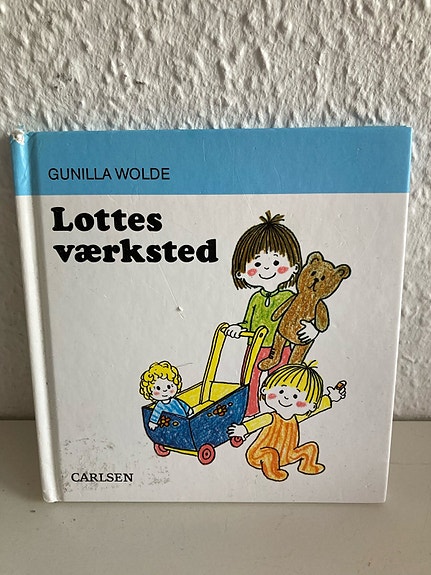 GUNILLA WOLDE
Lottes
værksted
CARLSEN